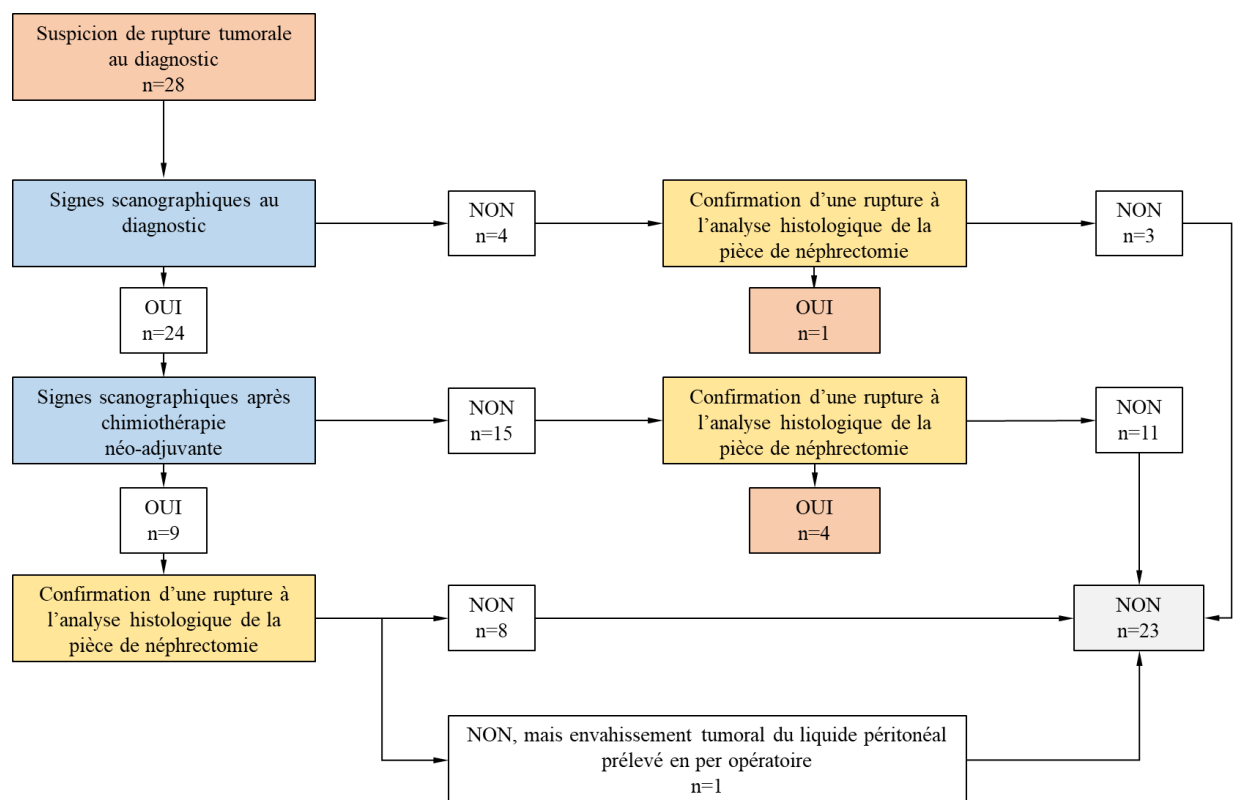 Suspicion de rupture tumorale
au diagnostic
n=28
Signes scanographiques au
diagnostic
NON
n=4
Confirmation d’une rupture à
l’analyse histologique de la
pièce de néphrectomie
NON
n=3
OUI
n=24
OUI
n=1
Signes scanographiques après
chimiothérapie
néo-adjuvante
NON
n=15
Confirmation d’une rupture à
l’analyse histologique de la
pièce de néphrectomie
NON
n=11
OUI
n=9
OUI
n=4
Confirmation d’une rupture à
l’analyse histologique de la
pièce de néphrectomie
NON
n=8
NON
n=23
NON, mais envahissement tumoral du liquide péritonéal
prélevé en per opératoire
n=1